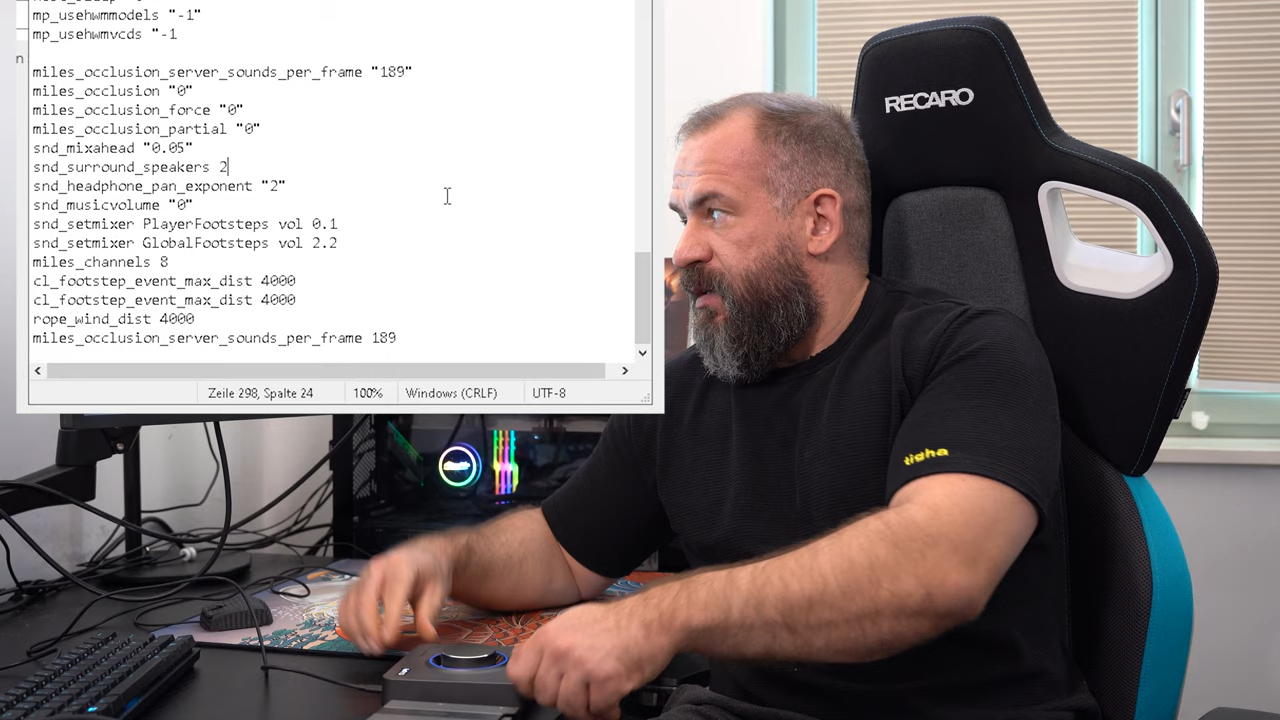 mp_usehwmmodels "-1"
mp_usehwmvcds "-1
miles_occlusion_server_sounds_per_frame "189"
miles_occlusion "0"
miles_occlusion_force "0"
miles_occlusion_partial "0"
snd_mixahead "0.05"
snd_surround_speakers 2
snd_headphone_pan_exponent "2"
snd_musicvolume "0"
snd_setmixer PlayerFootsteps vol 0.1
snd_setmixer GlobalFootsteps vol 2.2
miles_channels 8
cl_footstep_event_max_dist 4000
cl_footstep_event_max_dist 4000
rope_wind_dist 4000
miles_occlusion_server_sounds_per_frame 189
Zeile 298, Spalte 24 100% Windows (CRLF) UTF-8
RECARO
tigha